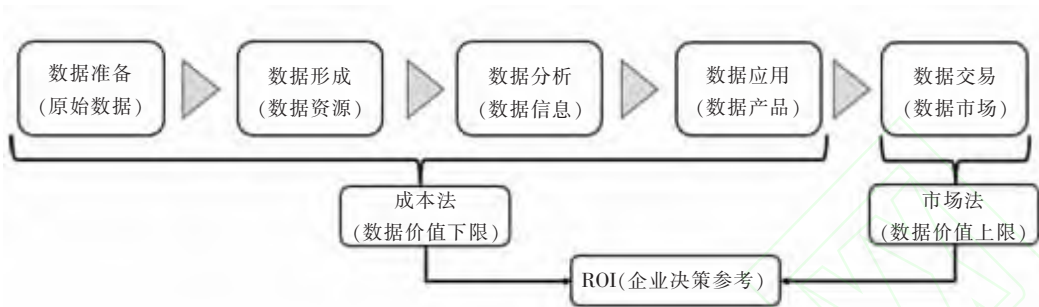 数据准备
(原始数据)
数据形成
(数据资源)
数据分析
(数据信息)
数据应用
(数据产品)
数据交易
(数据市场)
成本法
(数据价值下限)
市场法
(数据价值上限)
ROI(企业决策参考)